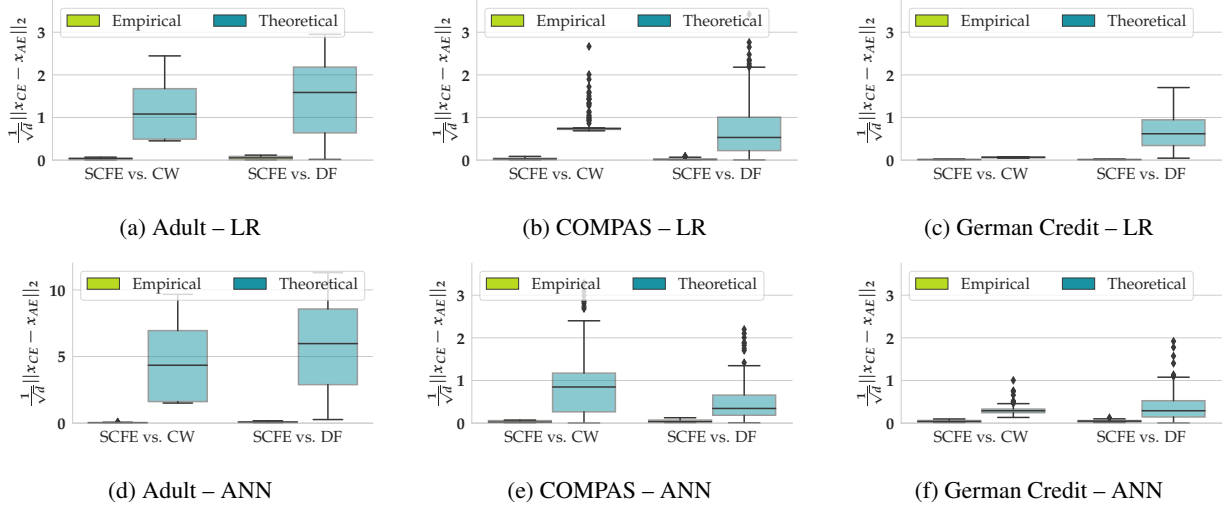 Empirical Theoretical
3
2
1
0
1/√d ||x_CE − x_AE||_2
SCFE vs. CW SCFE vs. DF
(a) Adult – LR
Empirical Theoretical
3
2
1
0
1/√d ||x_CE − x_AE||_2
SCFE vs. CW SCFE vs. DF
(b) COMPAS – LR
Empirical Theoretical
3
2
1
0
1/√d ||x_CE − x_AE||_2
SCFE vs. CW SCFE vs. DF
(c) German Credit – LR
Empirical Theoretical
10
5
0
1/√d ||x_CE − x_AE||_2
SCFE vs. CW SCFE vs. DF
(d) Adult – ANN
Empirical Theoretical
3
2
1
0
1/√d ||x_CE − x_AE||_2
SCFE vs. CW SCFE vs. DF
(e) COMPAS – ANN
Empirical Theoretical
3
2
1
0
1/√d ||x_CE − x_AE||_2
SCFE vs. CW SCFE vs. DF
(f) German Credit – ANN